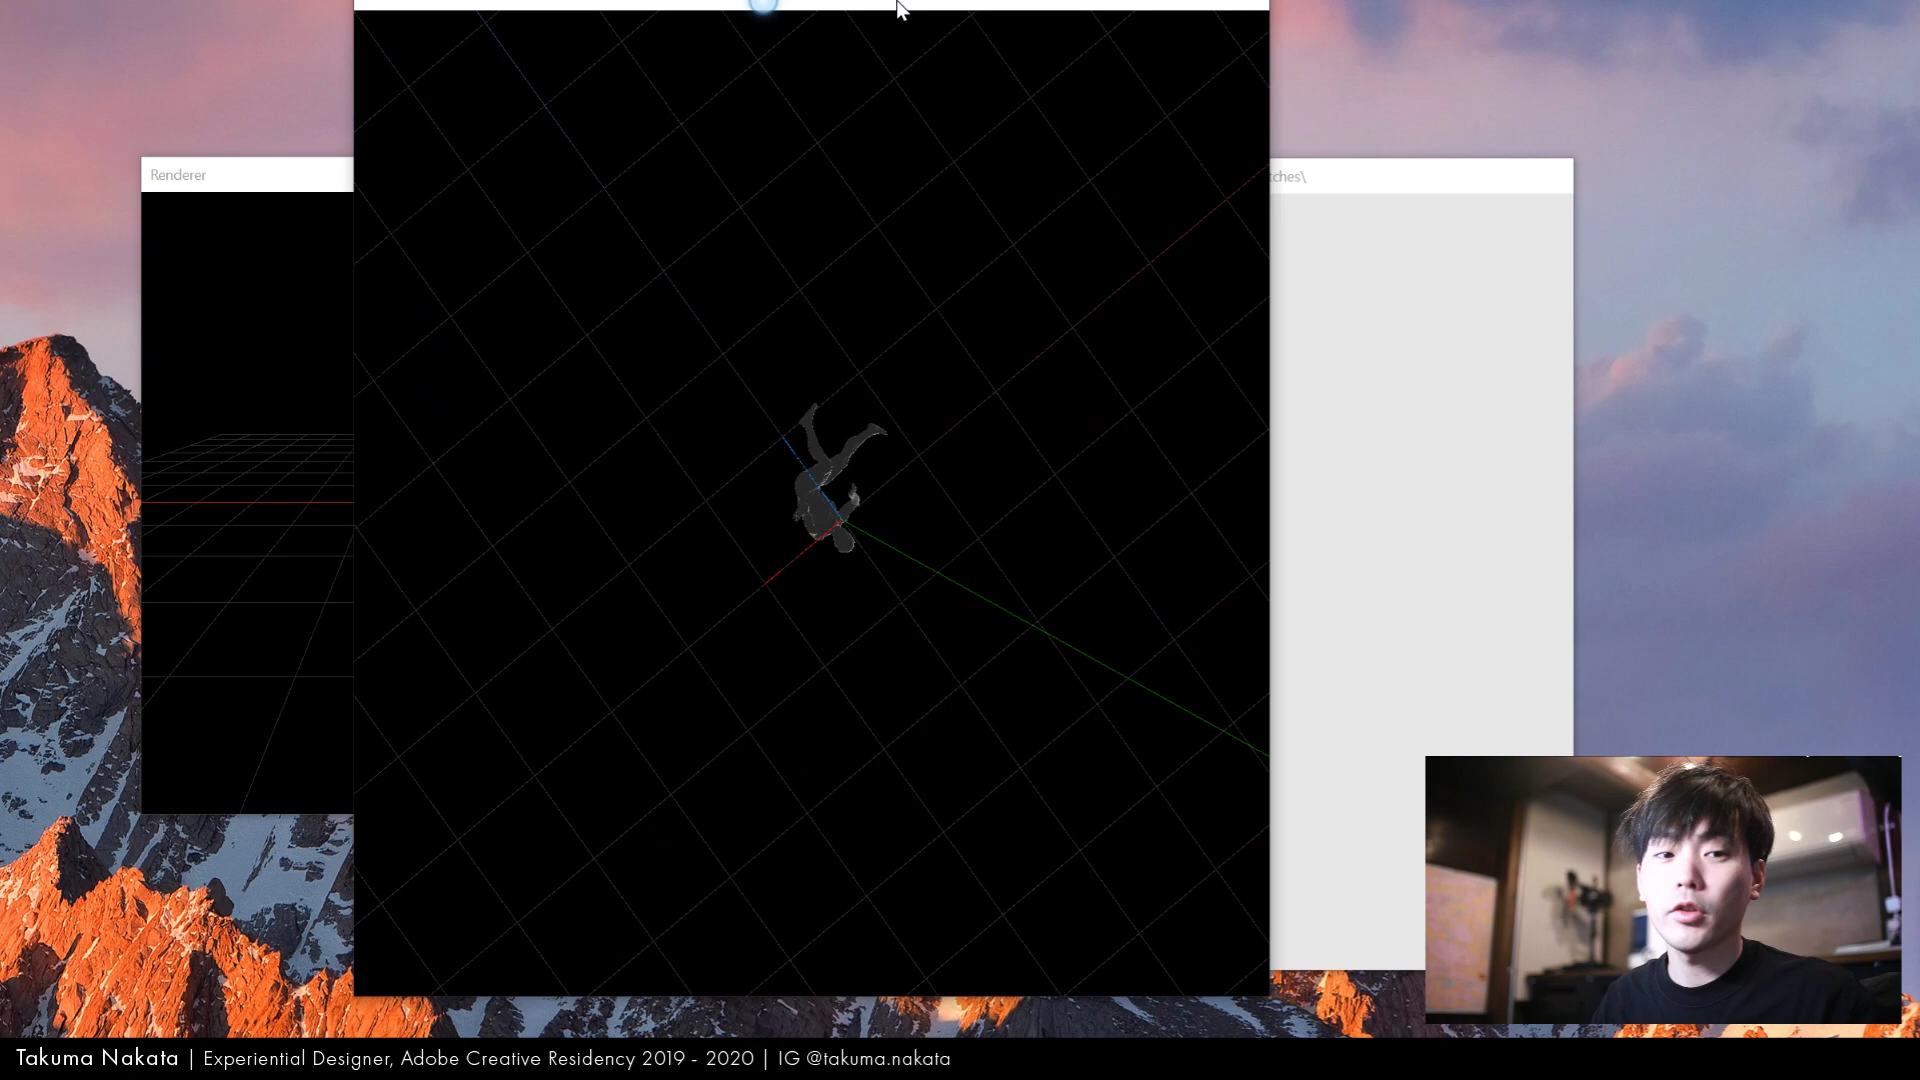 Renderer
tches\
Takuma Nakata | Experiential Designer, Adobe Creative Residency 2019 - 2020 | IG @takuma.nakata